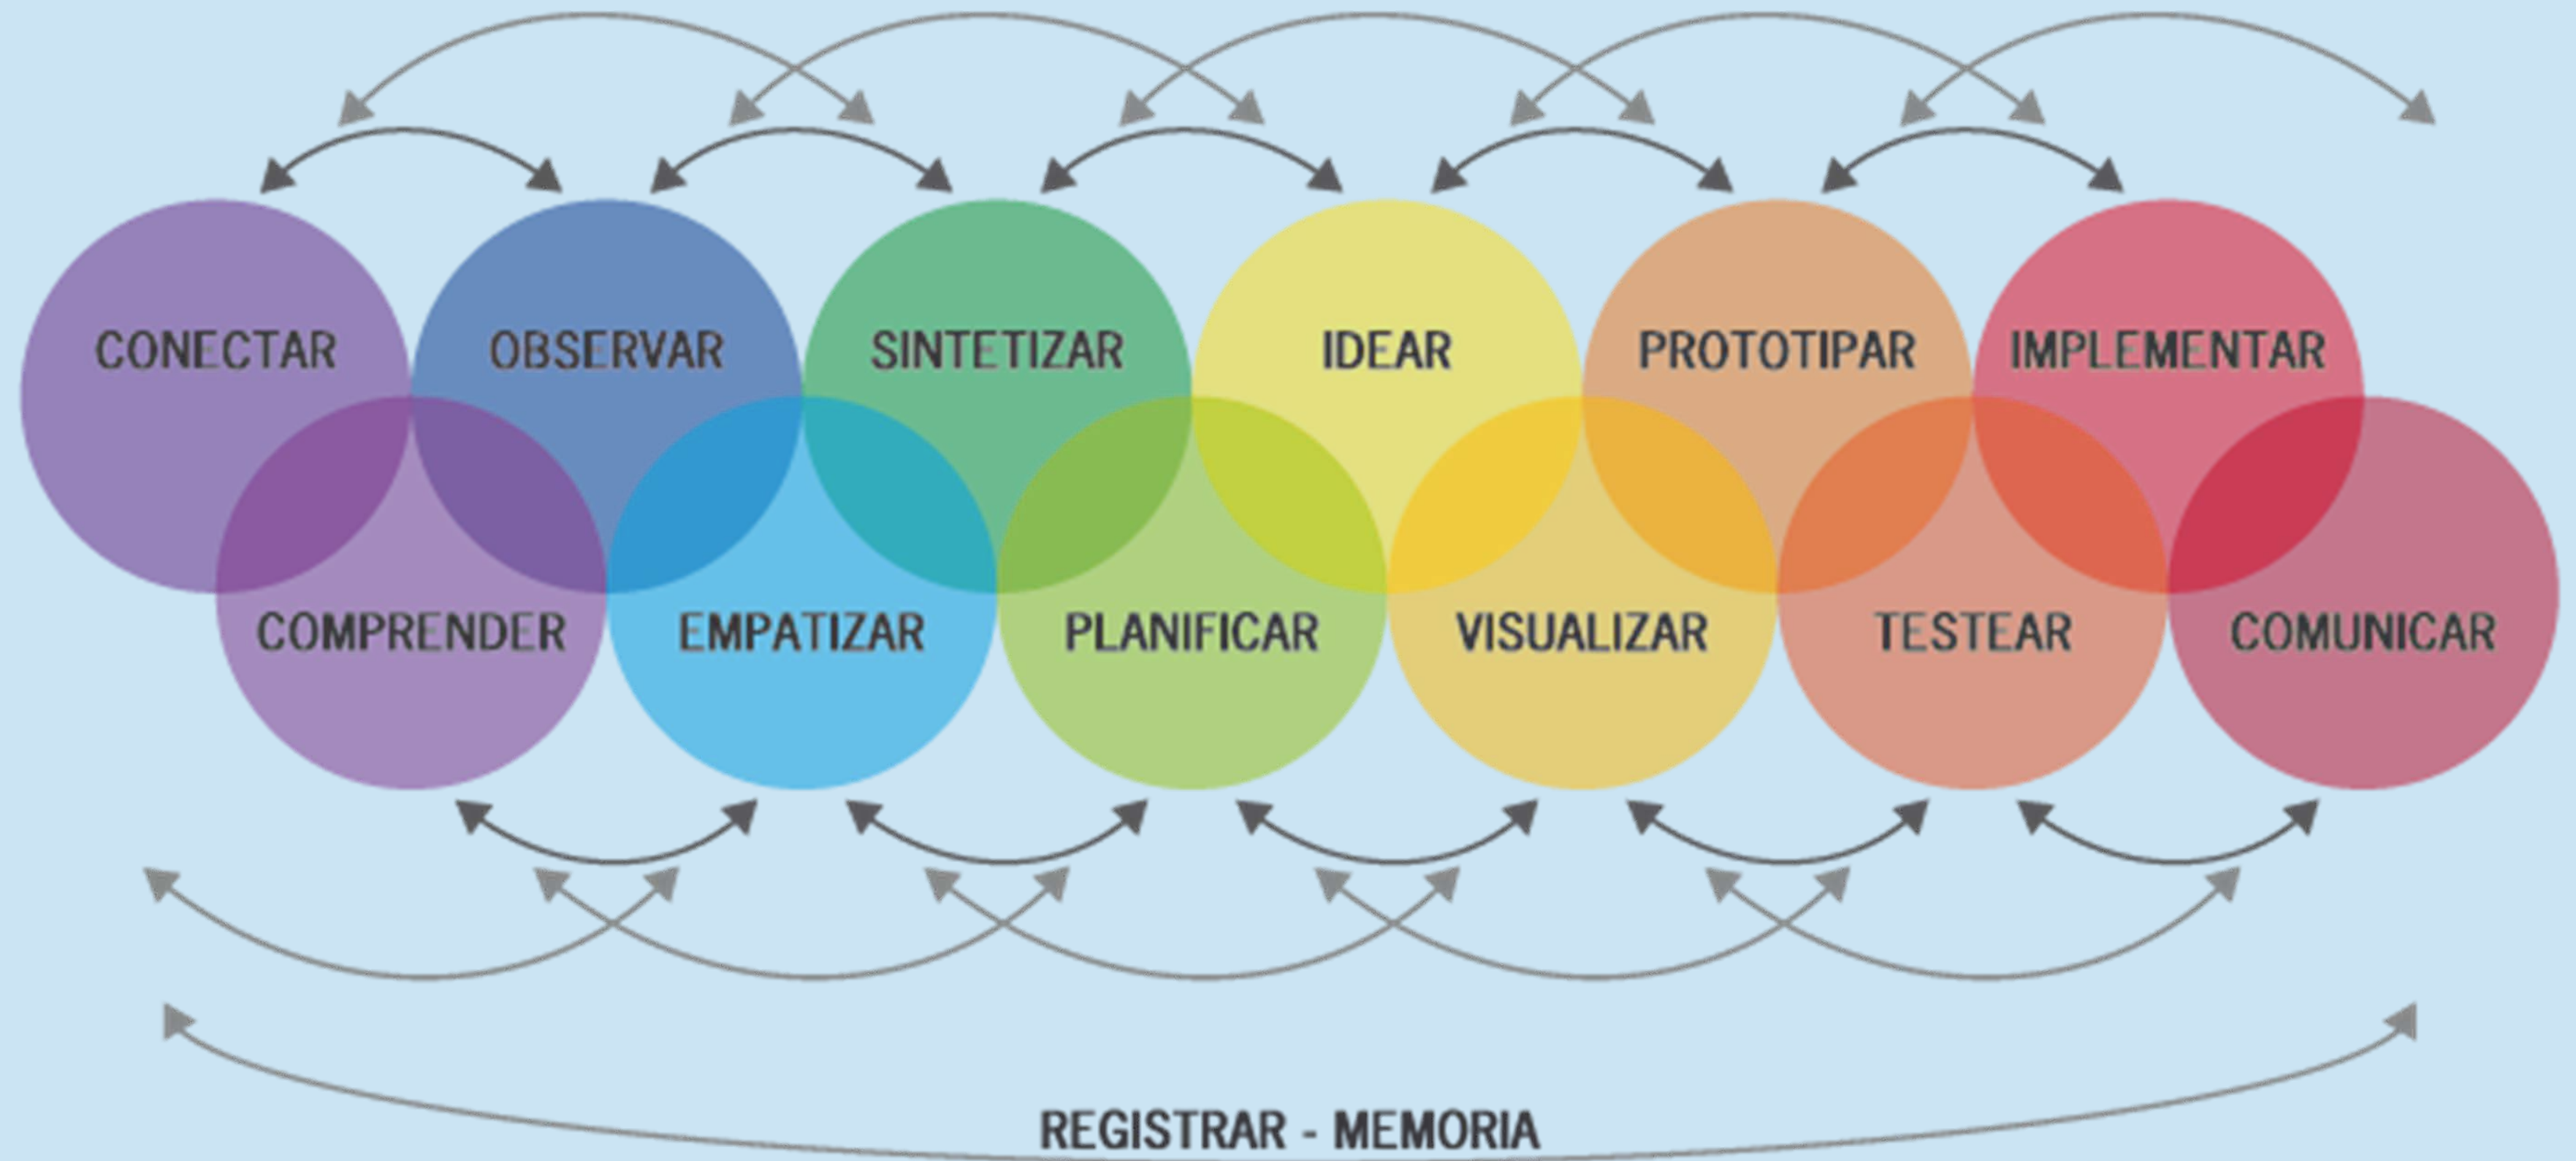 CONECTAR
OBSERVAR
SINTETIZAR
IDEAR
PROTOTIPAR
IMPLEMENTAR
COMPRENDER
EMPATIZAR
PLANIFICAR
VISUALIZAR
TESTEAR
COMUNICAR
REGISTRAR - MEMORIA